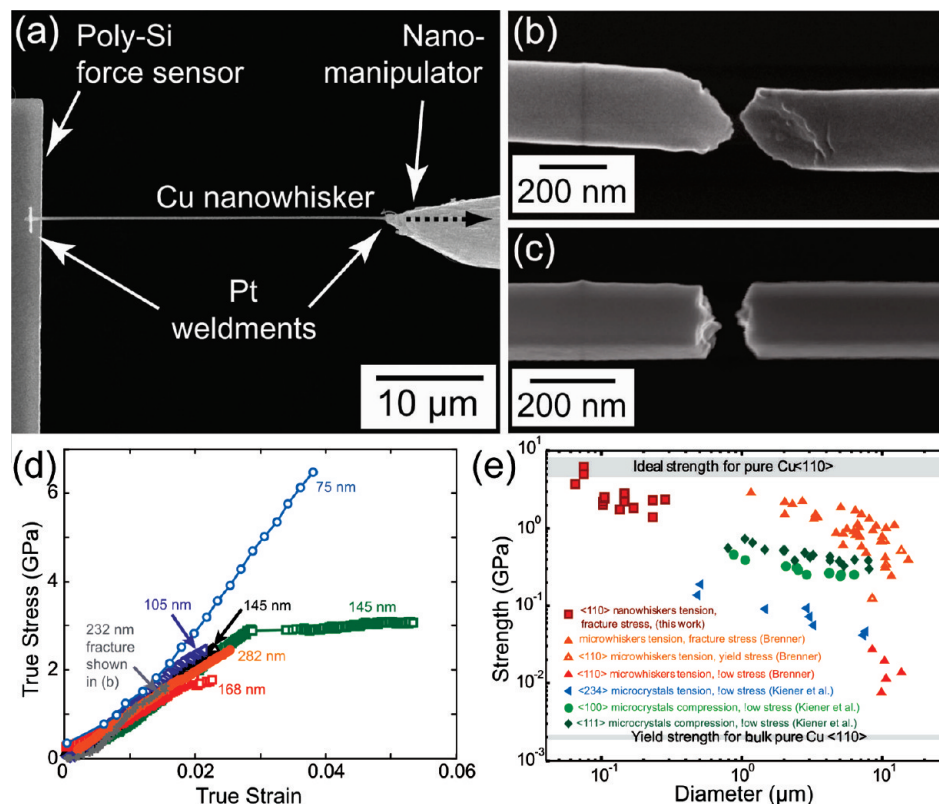 (a)
Poly-Si
force sensor
Nano-
manipulator
Cu nanowhisker
Pt
weldments
10 μm
(b)
200 nm
(c)
200 nm
(d)
True Stress (GPa)
6
4
2
0
75 nm
105 nm
145 nm
145 nm
232 nm
fracture
shown
in (b)
282 nm
168 nm
0
0.02
0.04
0.06
True Strain
(e)
Strength (GPa)
10¹
10⁰
10⁻¹
10⁻²
10⁻³
Ideal strength for pure Cu<110>
<110> nanowhiskers tension,
fracture stress, (this work)
microwhiskers tension, fracture stress (Brenner)
<110> microwhiskers tension, yield stress (Brenner)
<110> microwhiskers tension, !ow stress (Brenner)
<234> microcrystals tension, !ow stress (Kiener et al.)
<100> microcrystals compression, !ow stress (Kiener et al.)
<111> microcrystals compression, !ow stress (Kiener et al.)
Yield strength for bulk pure Cu <110>
10⁻¹
10⁰
10¹
Diameter (μm)